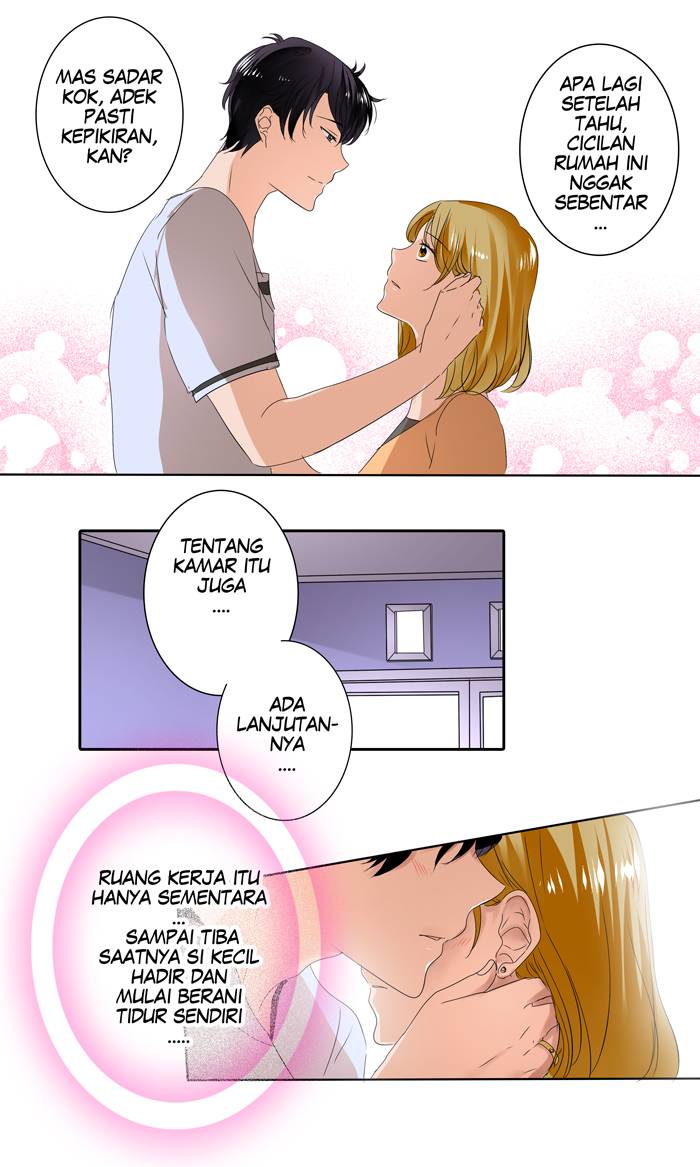 MAS SADAR
KOK, ADEK
PASTI
KEPIKIRAN,
KAN?
APA LAGI
SETELAH
TAHU,
CICILAN
RUMAH INI
NGGAK
SEBENTAR
...
TENTANG
KAMAR ITU
JUGA
....
ADA
LANJUTAN-
NYA
....
RUANG KERJA ITU
HANYA SEMENTARA
...
SAMPAI TIBA
SAATNYA SI KECIL
HADIR DAN
MULAI BERANI
TIDUR SENDIRI
.....